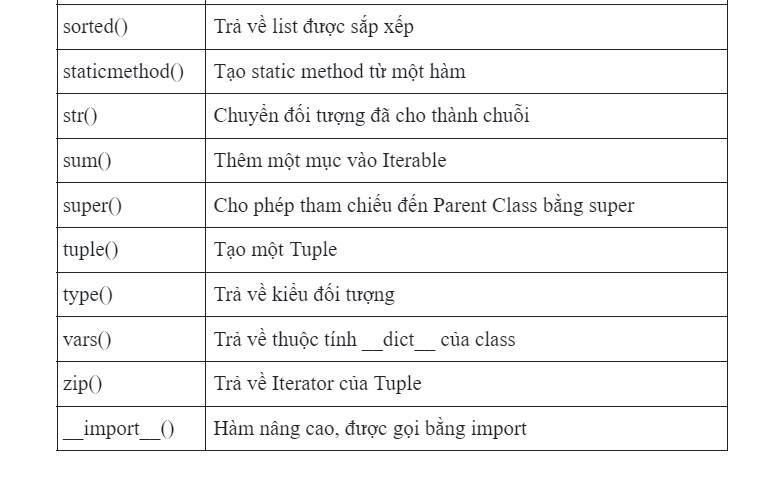 sorted() Trả về list được sắp xếp
staticmethod() Tạo static method từ một hàm
str() Chuyển đối tượng đã cho thành chuỗi
sum() Thêm một mục vào Iterable
super() Cho phép tham chiếu đến Parent Class bằng super
tuple() Tạo một Tuple
type() Trả về kiểu đối tượng
vars() Trả về thuộc tính __dict__ của class
zip() Trả về Iterator của Tuple
__import__() Hàm nâng cao, được gọi bằng import